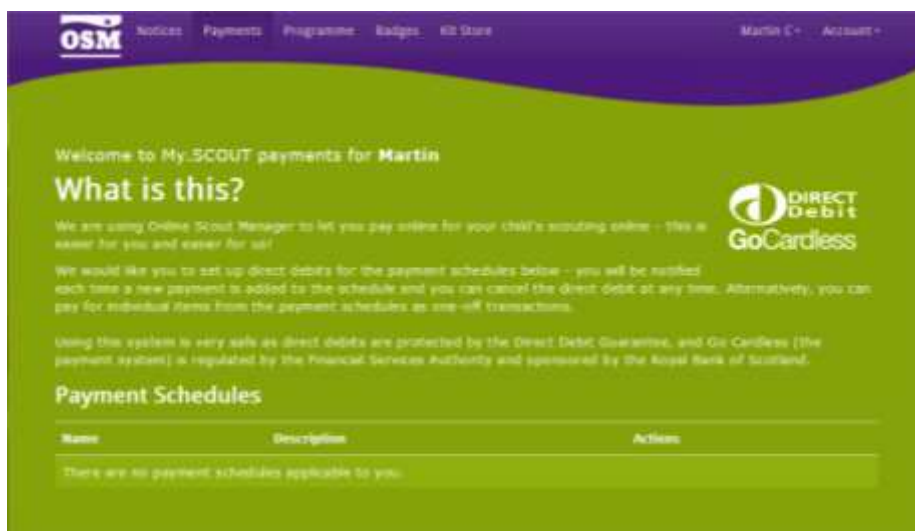 OSM Notices Payments Programme Badges Kit Store Martin C Account
Welcome to My.SCOUT payments for Martin
What is this?
DIRECT
Debit
GoCardless
We are using Online Scout Manager to let you pay online for your child's scouting online - this is
easier for you and easier for us!
We would like you to set up direct debits for the payment schedules below - you will be notified
each time a new payment is added to the schedule and you can cancel the direct debit at any time. Alternatively, you can
pay for individual items from the payment schedules as one-off transactions.
Using this system is very safe as direct debits are protected by the Direct Debit Guarantee, and Go Cardless (the
payment system) is regulated by the Financial Services Authority and sponsored by the Royal Bank of Scotland.
Payment Schedules
Name Description Actions
There are no payment schedules applicable to you.